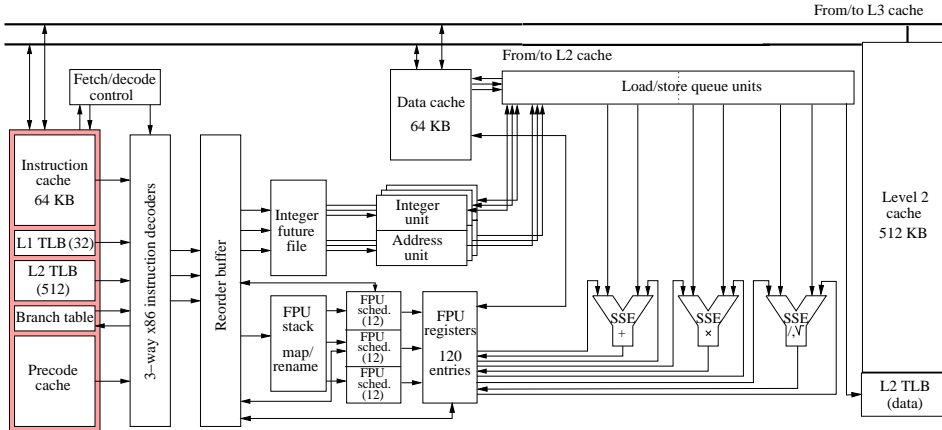 From/to L3 cache
From/to L2 cache
Fetch/decode
control
Data cache
64 KB
Load/store queue units
Instruction
cache
64 KB
L1 TLB (32)
L2 TLB
(512)
Branch table
Precode
cache
3−way x86 instruction decoders
Reorder buffer
Integer
future
file
Integer
unit
Address
unit
FPU
stack
map/
rename
FPU
sched.
(12)
FPU
sched.
(12)
FPU
sched.
(12)
FPU
registers
120
entries
SSE
+
SSE
×
SSE
/,√
Level 2
cache
512 KB
L2 TLB
(data)